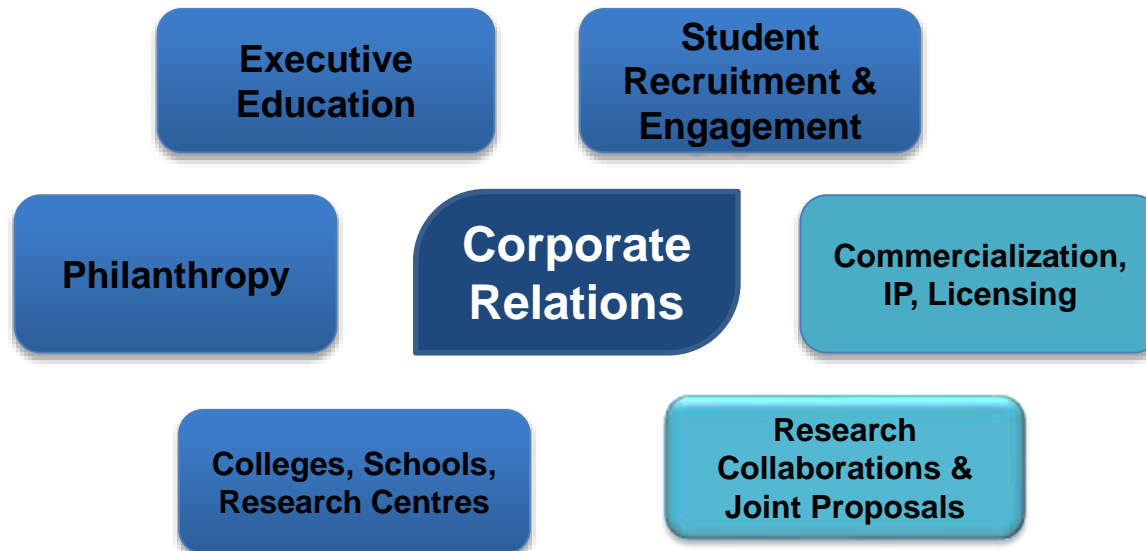 Executive
Education
Student
Recruitment &
Engagement
Philanthropy
Corporate
Relations
Commercialization,
IP, Licensing
Colleges, Schools,
Research Centres
Research
Collaborations &
Joint Proposals